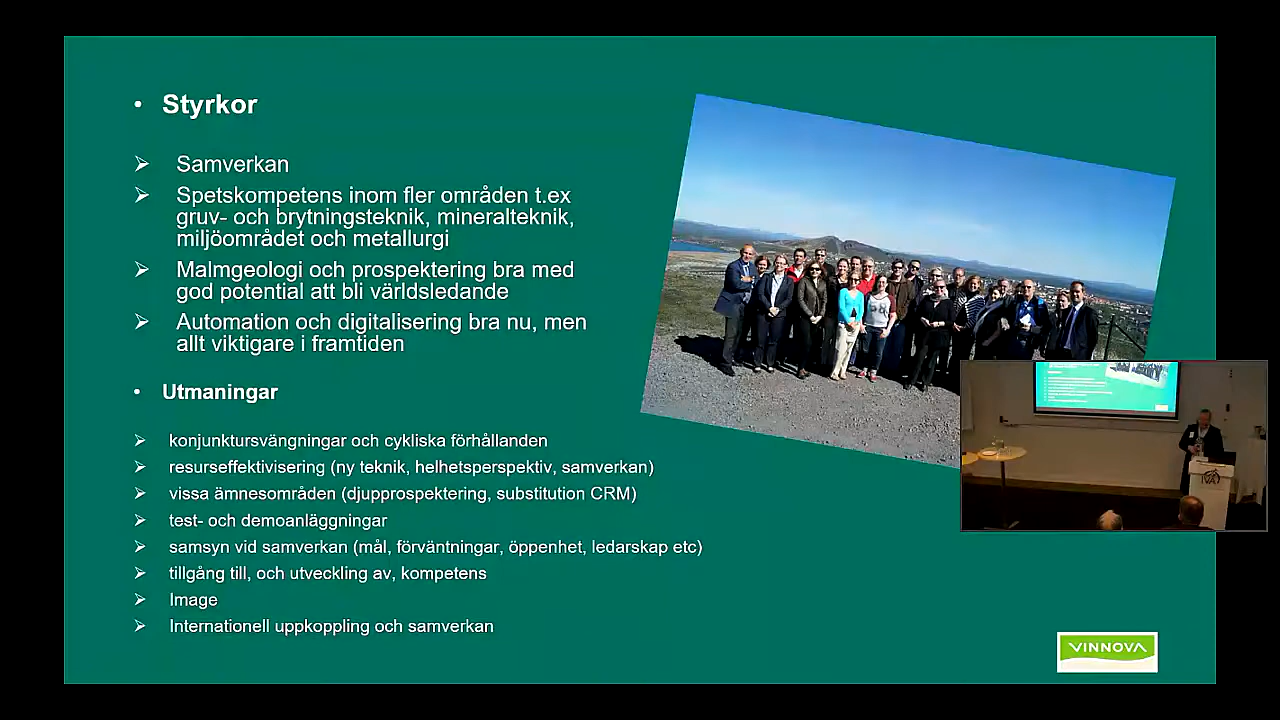 Styrkor
Samverkan
Spetskompetens inom fler områden t.ex
gruv- och brytningsteknik, mineralteknik,
miljöområdet och metallurgi
Malmgeologi och prospektering bra med
god potential att bli världsledande
Automation och digitalisering bra nu, men
allt viktigare i framtiden
Utmaningar
konjunktursvängningar och cykliska förhållanden
resurseffektivisering (ny teknik, helhetsperspektiv, samverkan)
vissa ämnesområden (djupprospektering, substitution CRM)
test- och demoanläggningar
samsyn vid samverkan (mål, förväntningar, öppenhet, ledarskap etc)
tillgång till, och utveckling av, kompetens
Image
Internationell uppkoppling och samverkan
IVA
VINNOVA